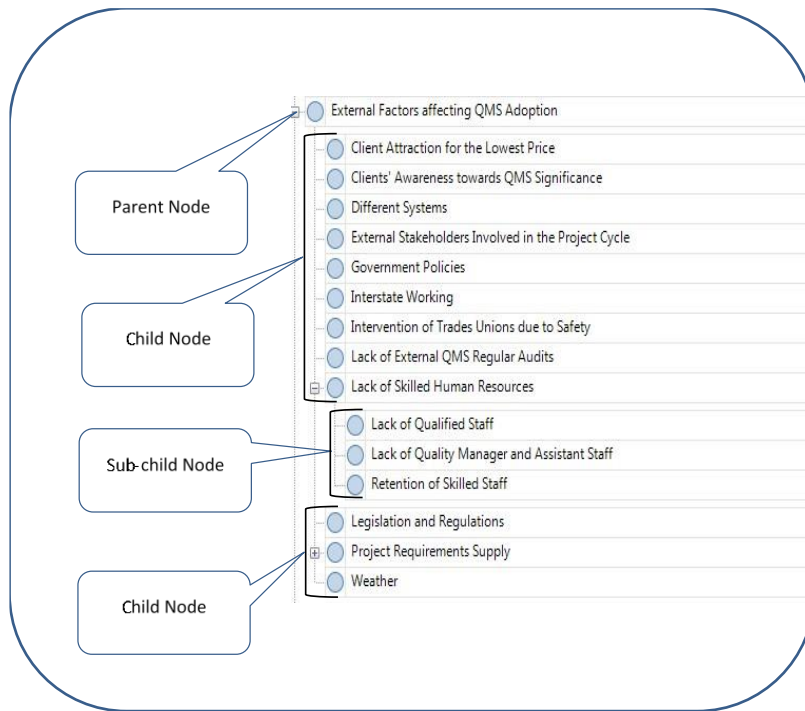 External Factors affecting QMS Adoption
Client Attraction for the Lowest Price
Clients' Awareness towards QMS Significance
Parent Node
Different Systems
External Stakeholders Involved in the Project Cycle
Government Policies
Interstate Working
Intervention of Trades Unions due to Safety
Child Node
Lack of External QMS Regular Audits
Lack of Skilled Human Resources
Lack of Qualified Staff
Lack of Quality Manager and Assistant Staff
Sub-child Node
Retention of Skilled Staff
Legislation and Regulations
Project Requirements Supply
Weather
Child Node